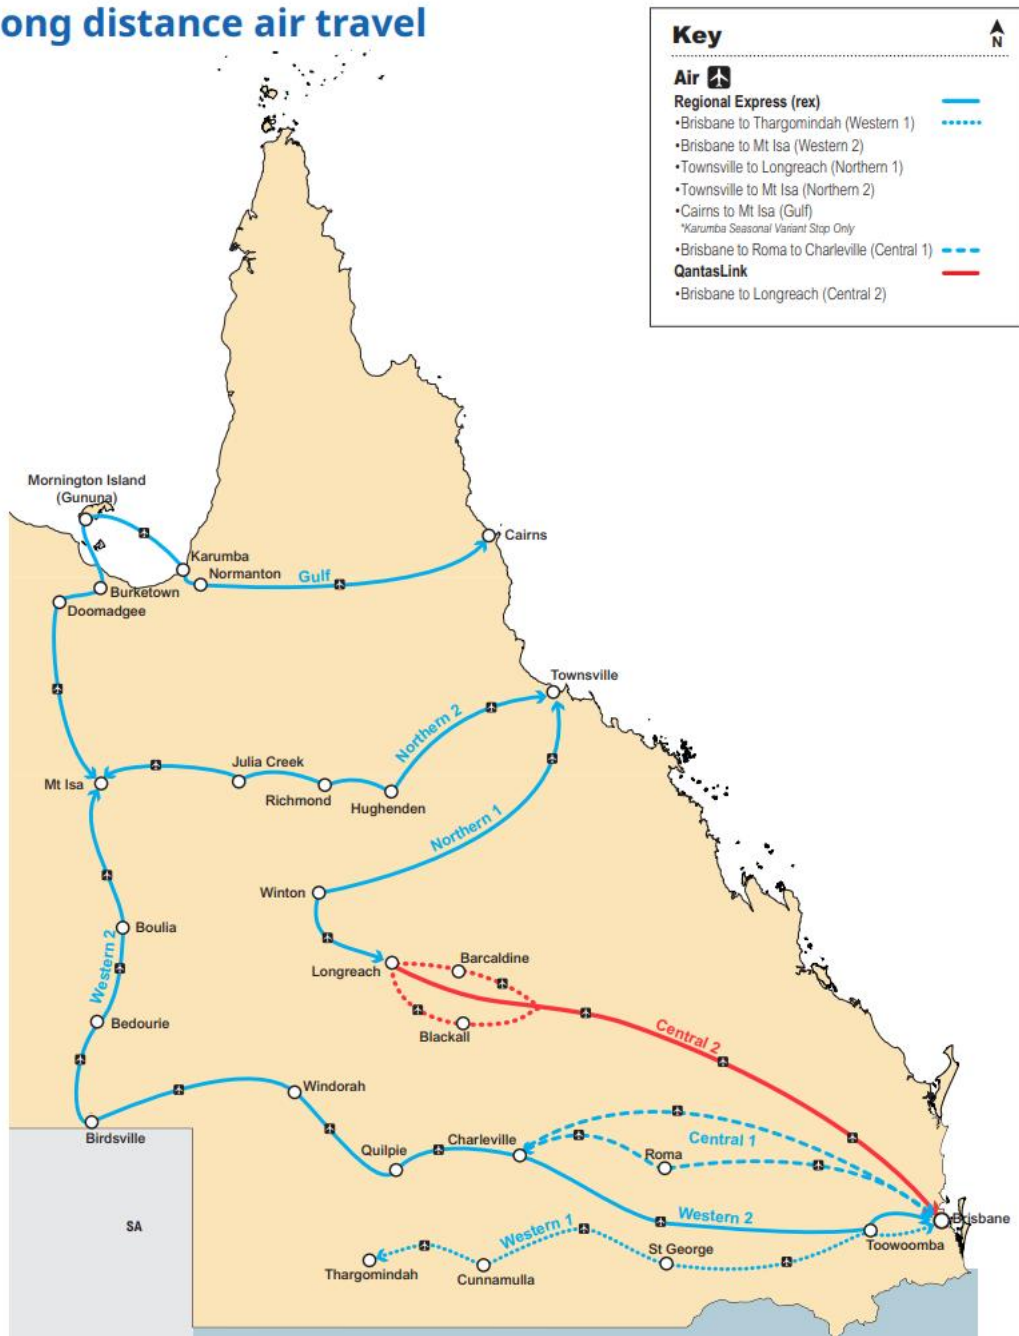 ong distance air travel
Key
N
Air
Regional Express (rex)
•Brisbane to Thargomindah (Western 1)
•Brisbane to Mt Isa (Western 2)
•Townsville to Longreach (Northern 1)
•Townsville to Mt Isa (Northern 2)
•Cairns to Mt Isa (Gulf)
*Karumba Seasonal Variant Stop Only
•Brisbane to Roma to Charleville (Central 1)
QantasLink
•Brisbane to Longreach (Central 2)
Mornington Island
(Gununa)
Cairns
Karumba
Normanton
Gulf
Burketown
Doomadgee
Townsville
Northern 2
Julia Creek
Mt Isa
Richmond
Hughenden
Northern 1
Winton
Boulia
Western 2
Barcaldine
Longreach
Bedourie
Blackall
Central 2
Windorah
Birdsville
Charleville
Central 1
Quilpie
Roma
SA
Western 2
Brisbane
Western 1
Toowoomba
St George
Thargomindah
Cunnamulla